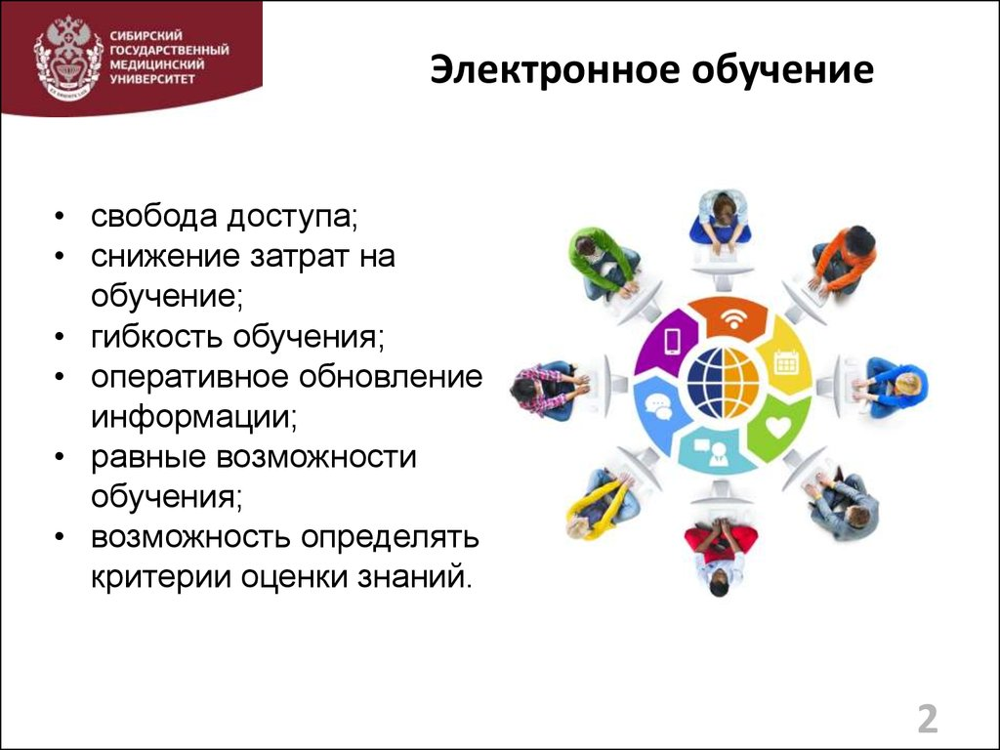 СИБИРСКИЙ
ГОСУДАРСТВЕННЫЙ
МЕДИЦИНСКИЙ
УНИВЕРСИТЕТ
Электронное обучение
• свобода доступа;
• снижение затрат на
обучение;
• гибкость обучения;
• оперативное обновление
информации;
• равные возможности
обучения;
• возможность определять
критерии оценки знаний.
2